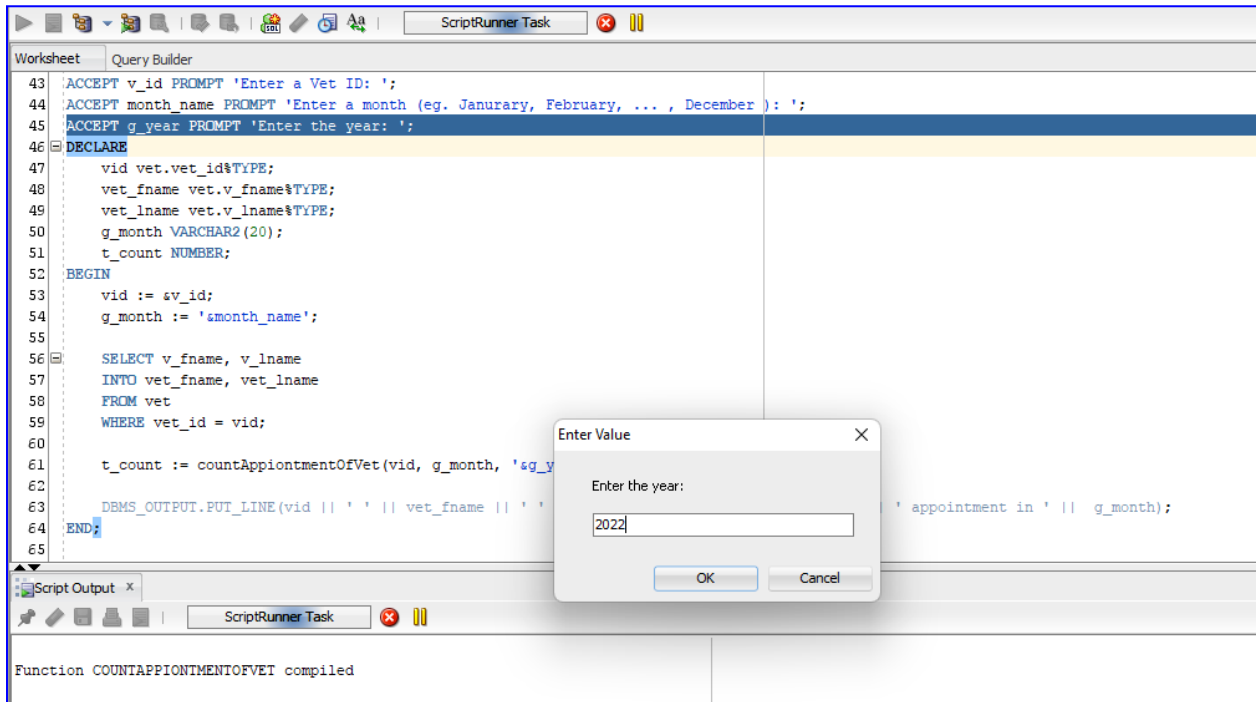 ScriptRunner Task
Worksheet Query Builder
43 ACCEPT v_id PROMPT 'Enter a Vet ID: ';
44 ACCEPT month_name PROMPT 'Enter a month (eg. Janurary, February, ... , December ): ';
45 ACCEPT g_year PROMPT 'Enter the year: ';
46 DECLARE
47 vid vet.vet_id%TYPE;
48 vet_fname vet.v_fname%TYPE;
49 vet_lname vet.v_lname%TYPE;
50 g_month VARCHAR2(20);
51 t_count NUMBER;
52 BEGIN
53 vid := &v_id;
54 g_month := '&month_name';
55
56 SELECT v_fname, v_lname
57 INTO vet_fname, vet_lname
58 FROM vet
59 WHERE vet_id = vid;
60
61 t_count := countAppiontmentOfVet(vid, g_month, '&g_y
62
63 DBMS_OUTPUT.PUT_LINE(vid || ' ' || vet_fname || ' ' | ' appointment in ' || g_month);
64 END;
65
Enter Value
Enter the year:
2022
OK Cancel
Script Output x
ScriptRunner Task
Function COUNTAPPIONTMENTOFVET compiled